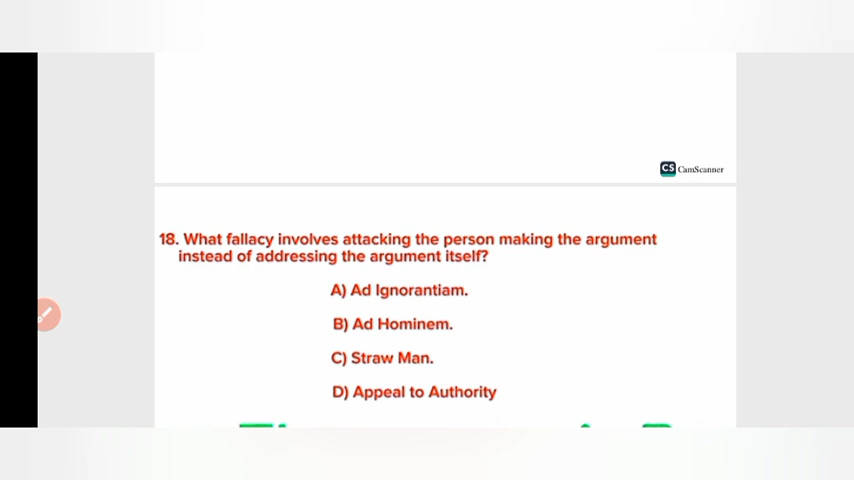 CS CamScanner
18. What fallacy involves attacking the person making the argument
instead of addressing the argument itself?
A) Ad Ignorantiam.
B) Ad Hominem.
C) Straw Man.
D) Appeal to Authority